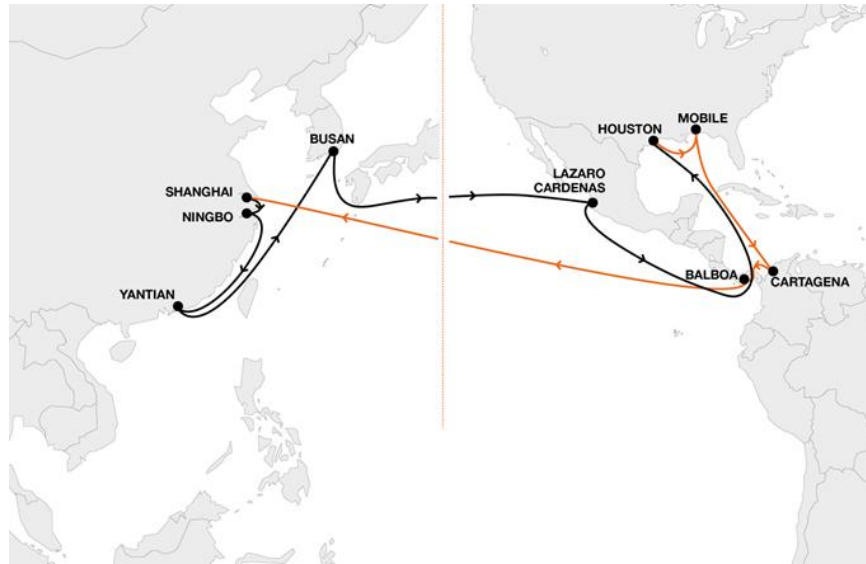 BUSAN
SHANGHAI
NINGBO
YANTIAN
HOUSTON
MOBILE
LAZARO
CARDENAS
BALBOA
CARTAGENA